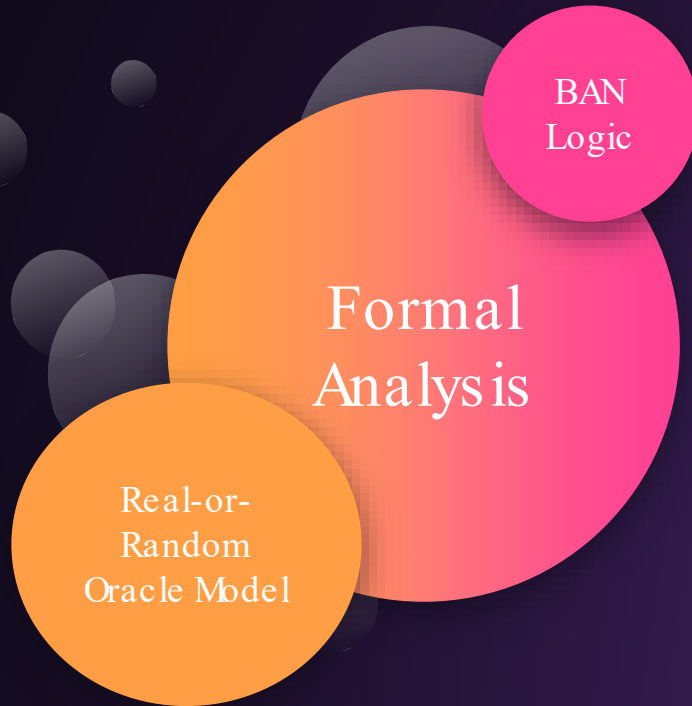 BAN
Logic
Formal
Analysis
Real-or-
Random
Oracle Model